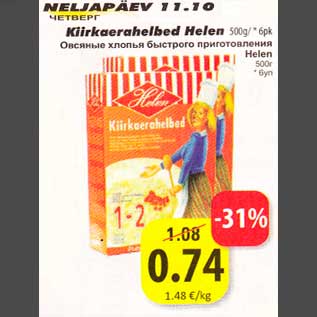 NELJAPÄEV 11.10
ЧЕТВЕРГ
Kiirkaerahelbed Helen 500g/ * 6pk
Овсяные хлопья быстрого приготовления
Helen
500г
* 6уп
Helen
Kiirkaerahelbed
1-2
-31%
1.08
0.74
1.48 €/kg